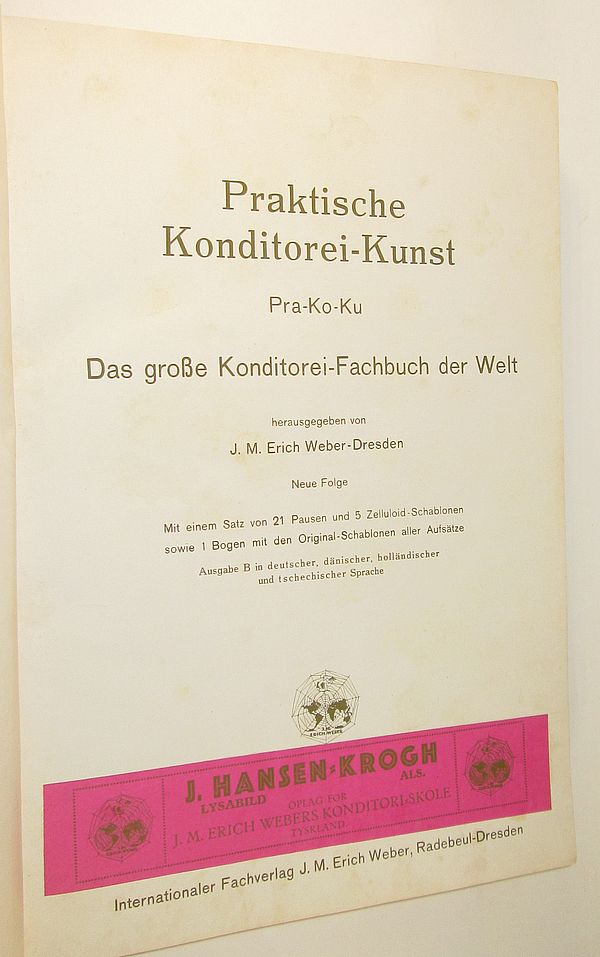 Praktische
Konditorei-Kunst
Pra-Ko-Ku
Das große Konditorei-Fachbuch der Welt
herausgegeben von
J. M. Erich Weber-Dresden
Neue Folge
Mit einem Satz von 21 Pausen und 5 Zelluloid-Schablonen
sowie 1 Bogen mit den Original-Schablonen aller Aufsätze
Ausgabe B in deutscher, dänischer, holländischer
und tschechischer Sprache
J. M.
ERICH WEBER
J. HANSEN-KROGH
LYSABILD ALS.
OPLAG FOR
J. M. ERICH WEBERS KONDITORI-SKOLE
TYSKLAND
Internationaler Fachverlag J. M. Erich Weber, Radebeul-Dresden